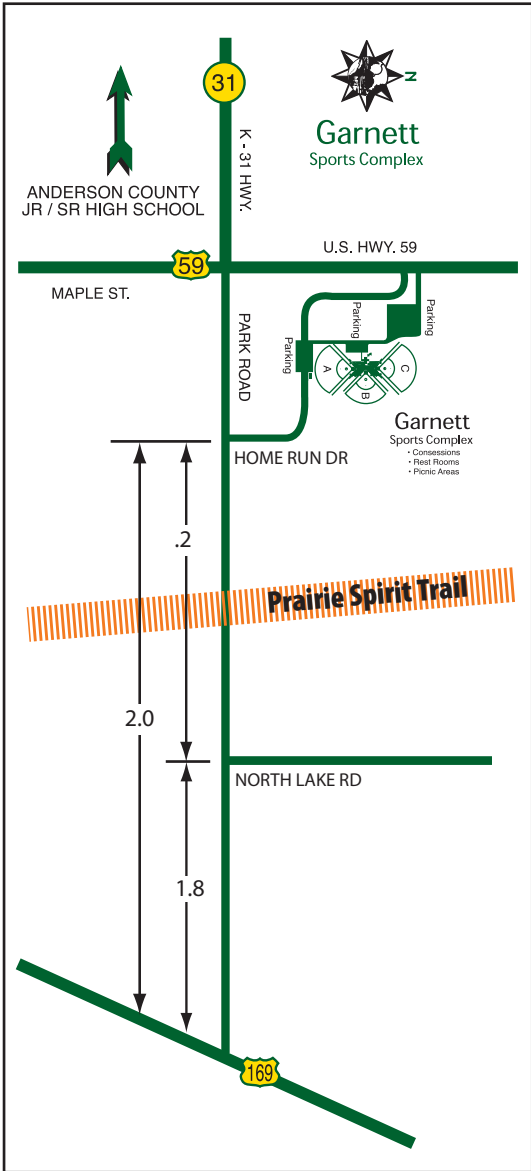 31
N
Garnett
Sports Complex
K - 31 HWY.
ANDERSON COUNTY
JR / SR HIGH SCHOOL
59
U.S. HWY. 59
MAPLE ST.
PARK ROAD
Parking
Parking
Parking
A
B
C
Garnett
Sports Complex
• Consessions
• Rest Rooms
• Picnic Areas
HOME RUN DR
.2
Prairie Spirit Trail
2.0
NORTH LAKE RD
1.8
169